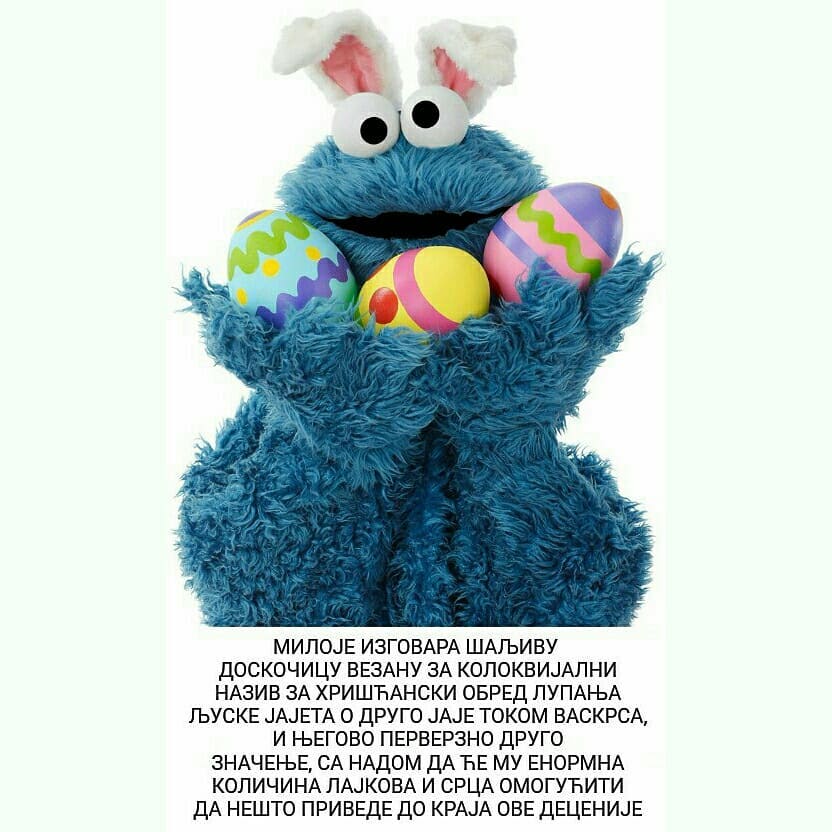 МИЛОЈЕ ИЗГОВАРА ШАЉИВУ
ДОСКОЧИЦУ ВЕЗАНУ ЗА КОЛОКВИЈАЛНИ
НАЗИВ ЗА ХРИШЋАНСКИ ОБРЕД ЛУПАЊА
ЉУСКЕ ЈАЈЕТА О ДРУГО ЈАЈЕ ТОКОМ ВАСКРСА,
И ЊЕГОВО ПЕРВЕРЗНО ДРУГО
ЗНАЧЕЊЕ, СА НАДОМ ДА ЋЕ МУ ЕНОРМНА
КОЛИЧИНА ЛАЈКОВА И СРЦА ОМОГУЋИТИ
ДА НЕШТО ПРИВЕДЕ ДО КРАЈА ОВЕ ДЕЦЕНИЈЕ